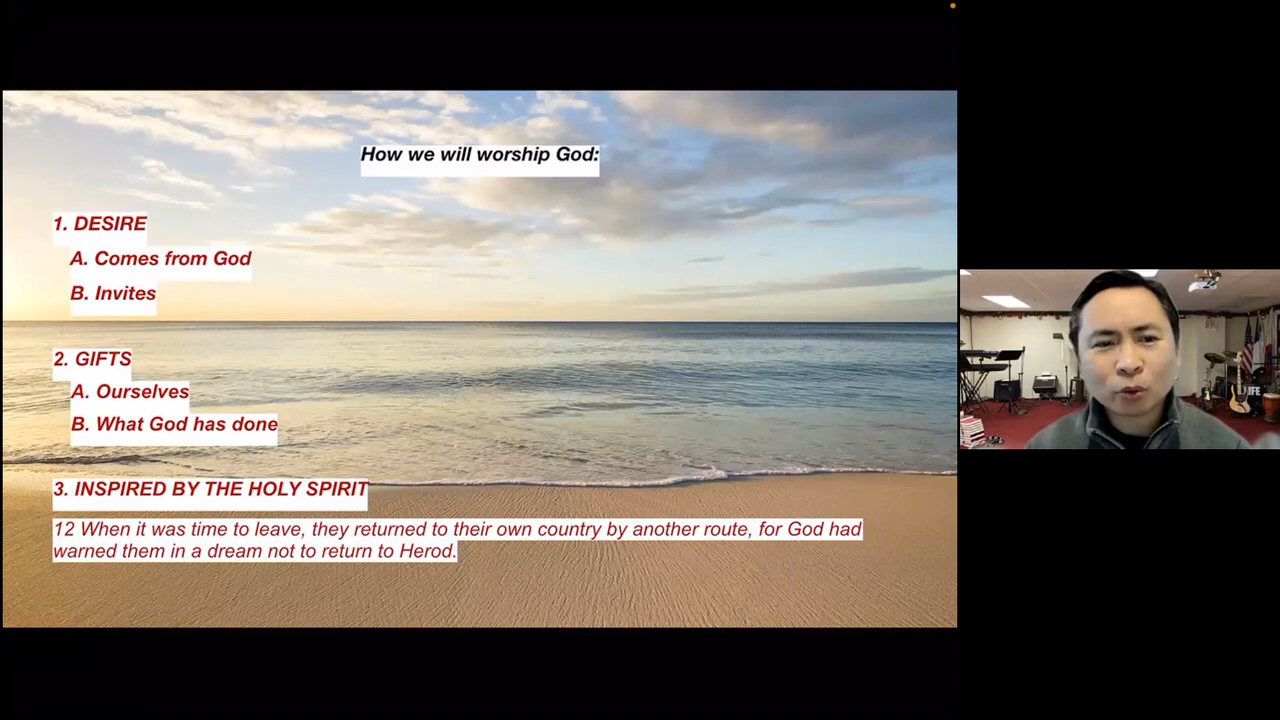 How we will worship God:
1. DESIRE
A. Comes from God
B. Invites
2. GIFTS
A. Ourselves
B. What God has done
3. INSPIRED BY THE HOLY SPIRIT
12 When it was time to leave, they returned to their own country by another route, for God had
warned them in a dream not to return to Herod.
IFE